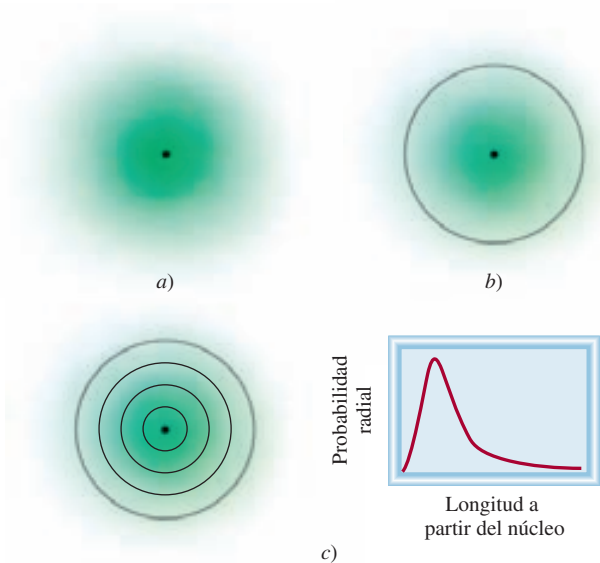 a)
b)
Probabilidad
radial
Longitud a
partir del núcleo
c)